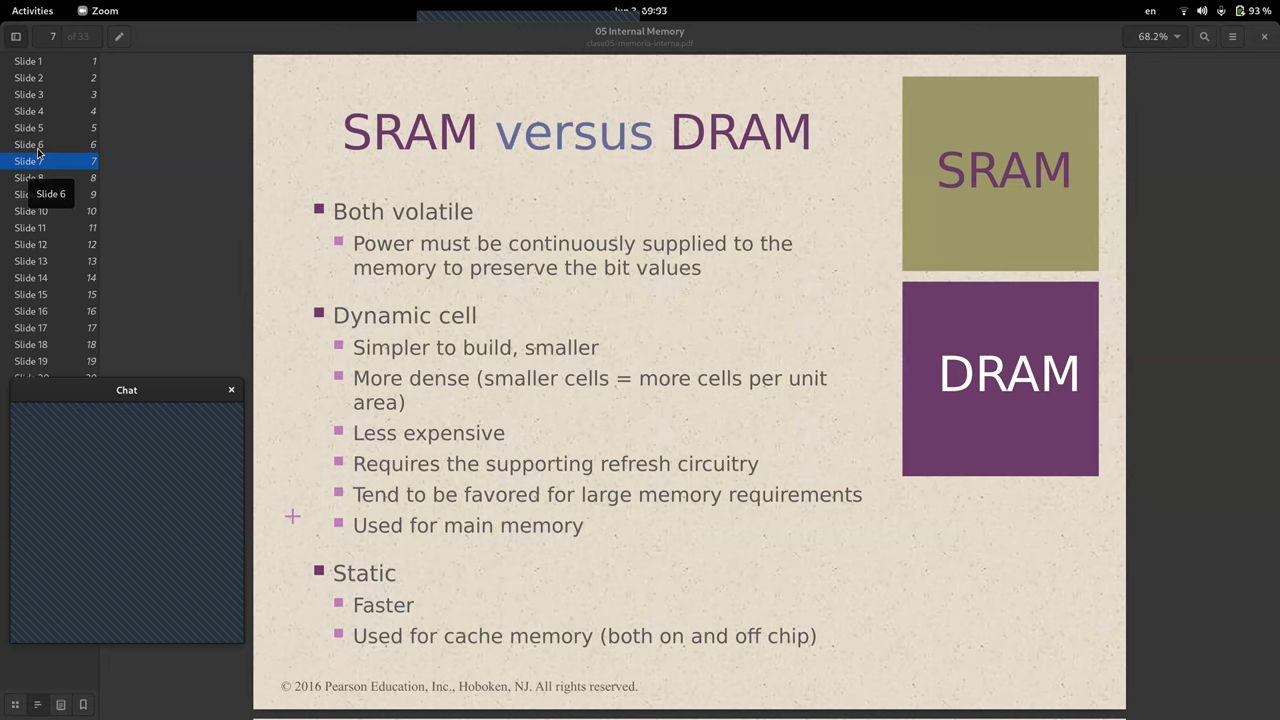 Activities
Zoom
en
93 %
7
of 33
05 Internal Memory
clase05-memoria-interna.pdf
68.2%
Slide 1 1
Slide 2 2
Slide 3 3
Slide 4 4
Slide 5 5
Slide 6 6
Slide 7 7
Slide 8 8
9
Slide 6
Slide 10 10
Slide 11 11
Slide 12 12
Slide 13 13
Slide 14 14
Slide 15 15
Slide 16 16
Slide 17 17
Slide 18 18
Slide 19 19
Chat
SRAM versus DRAM
Both volatile
Power must be continuously supplied to the
memory to preserve the bit values
Dynamic cell
Simpler to build, smaller
More dense (smaller cells = more cells per unit
area)
Less expensive
Requires the supporting refresh circuitry
Tend to be favored for large memory requirements
Used for main memory
Static
Faster
Used for cache memory (both on and off chip)
© 2016 Pearson Education, Inc., Hoboken, NJ. All rights reserved.
SRAM
DRAM